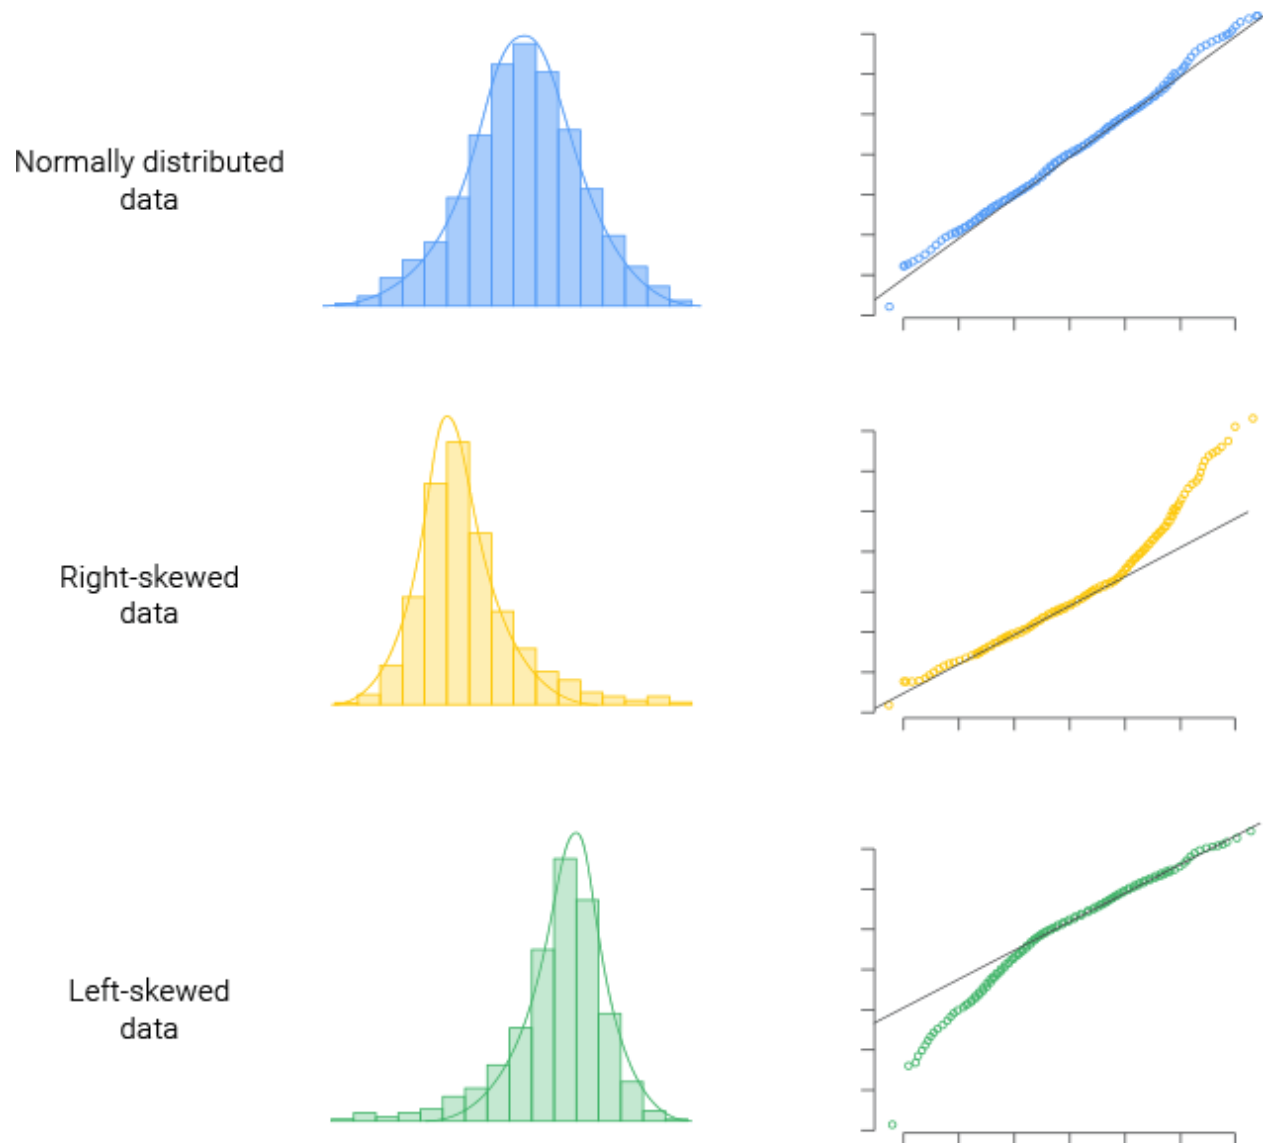 Normally distributed
data
Right-skewed
data
Left-skewed
data